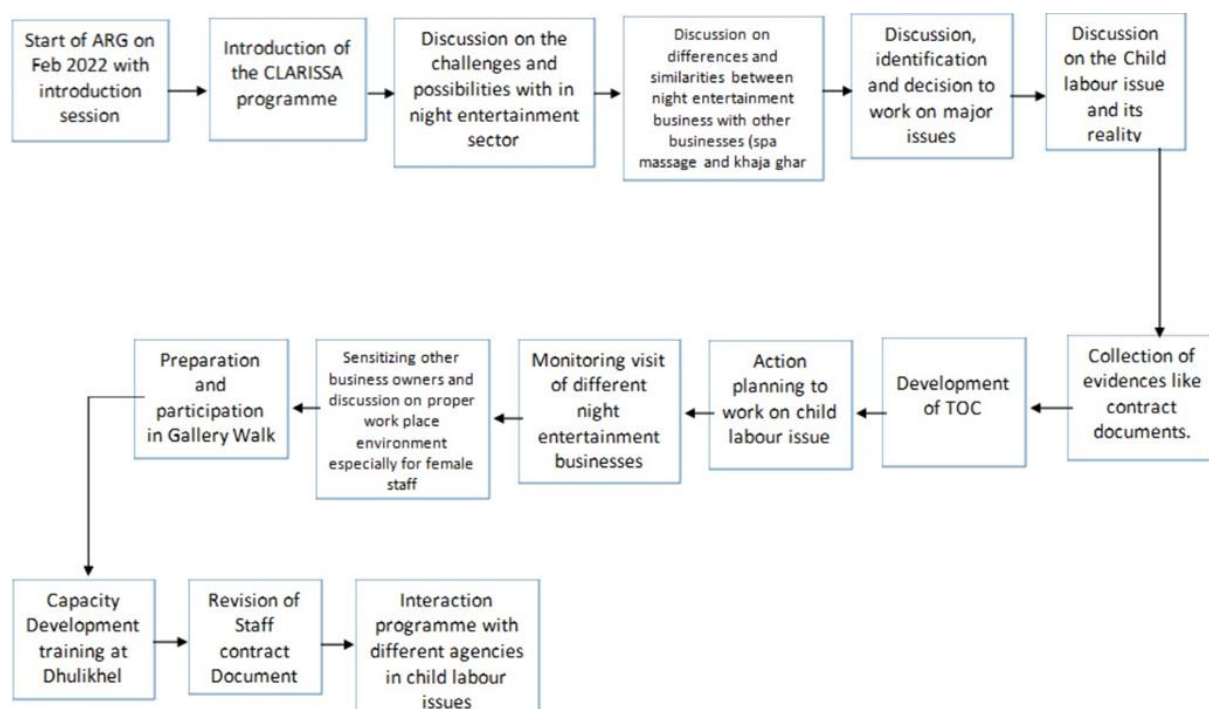 Start of ARG on
Feb 2022 with
introduction
session
Introduction of
the CLARISSA
programme
Discussion on the
challenges and
possibilities with in
night entertainment
sector
Discussion on
differences and
similarities between
night entertainment
business with other
businesses (spa
massage and khaja ghar
Discussion,
identification
and decision to
work on major
issues
Discussion
on the Child
labour issue
and its
reality
Collection of
evidences like
contract
documents.
Development
of TOC
Action
planning to
work on child
labour issue
Monitoring visit
of different
night
entertainment
businesses
Sensitizing other
business owners and
discussion on proper
work place
environment
especially for female
staff
Preparation
and
participation
in Gallery Walk
Capacity
Development
training at
Dhulikhel
Revision of
Staff
contract
Document
Interaction
programme with
different agencies
in child labour
issues